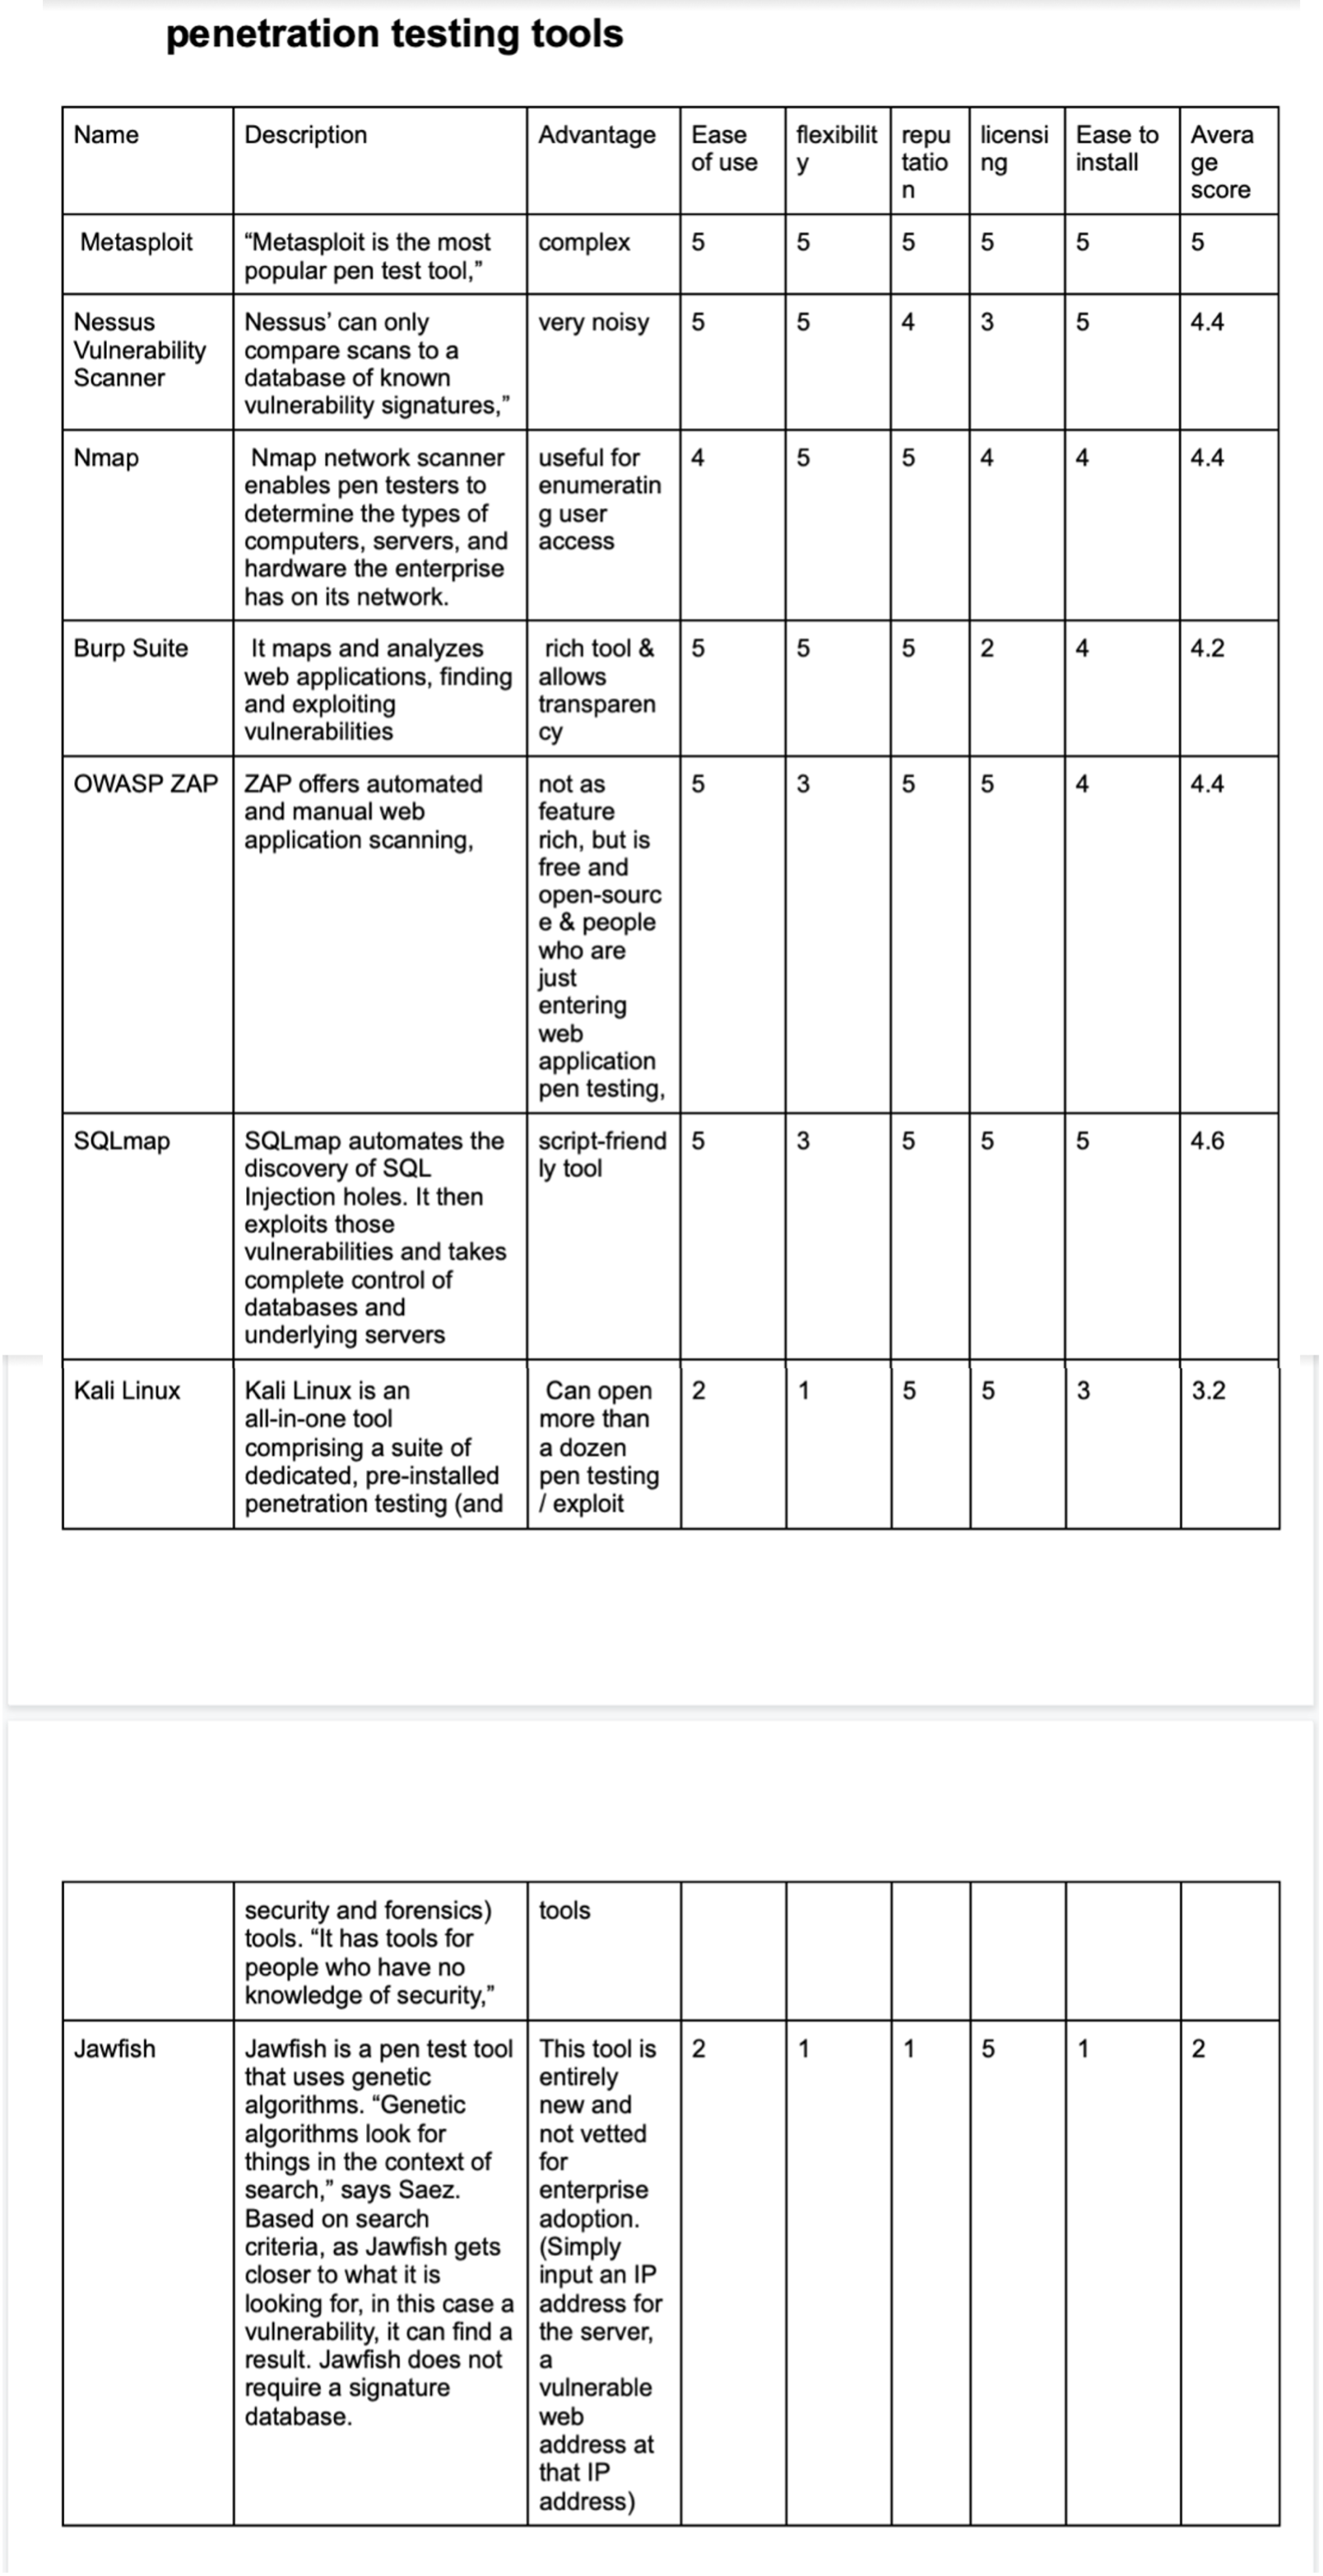 penetration testing tools
Name
Description
Advantage
Ease
of use
flexibilit
y
repu
tatio
n
licensi
ng
Ease to
install
Avera
ge
score
Metasploit
“Metasploit is the most
popular pen test tool,”
complex
5
5
5
5
5
5
Nessus
Vulnerability
Scanner
Nessus’ can only
compare scans to a
database of known
vulnerability signatures,”
very noisy
5
5
4
3
5
4.4
Nmap
Nmap network scanner
enables pen testers to
determine the types of
computers, servers, and
hardware the enterprise
has on its network.
useful for
enumeratin
g user
access
4
5
5
4
4
4.4
Burp Suite
It maps and analyzes
web applications, finding
and exploiting
vulnerabilities
rich tool &
allows
transparen
cy
5
5
5
2
4
4.2
OWASP ZAP
ZAP offers automated
and manual web
application scanning,
not as
feature
rich, but is
free and
open-sourc
e & people
who are
just
entering
web
application
pen testing,
5
3
5
5
4
4.4
SQLmap
SQLmap automates the
discovery of SQL
Injection holes. It then
exploits those
vulnerabilities and takes
complete control of
databases and
underlying servers
script-friend
ly tool
5
3
5
5
5
4.6
Kali Linux
Kali Linux is an
all-in-one tool
comprising a suite of
dedicated, pre-installed
penetration testing (and
Can open
more than
a dozen
pen testing
/ exploit
2
1
5
5
3
3.2
security and forensics)
tools. “It has tools for
people who have no
knowledge of security,”
tools
Jawfish
Jawfish is a pen test tool
that uses genetic
algorithms. “Genetic
algorithms look for
things in the context of
search,” says Saez.
Based on search
criteria, as Jawfish gets
closer to what it is
looking for, in this case a
vulnerability, it can find a
result. Jawfish does not
require a signature
database.
This tool is
entirely
new and
not vetted
for
enterprise
adoption.
(Simply
input an IP
address for
the server,
a
vulnerable
web
address at
that IP
address)
2
1
1
5
1
2